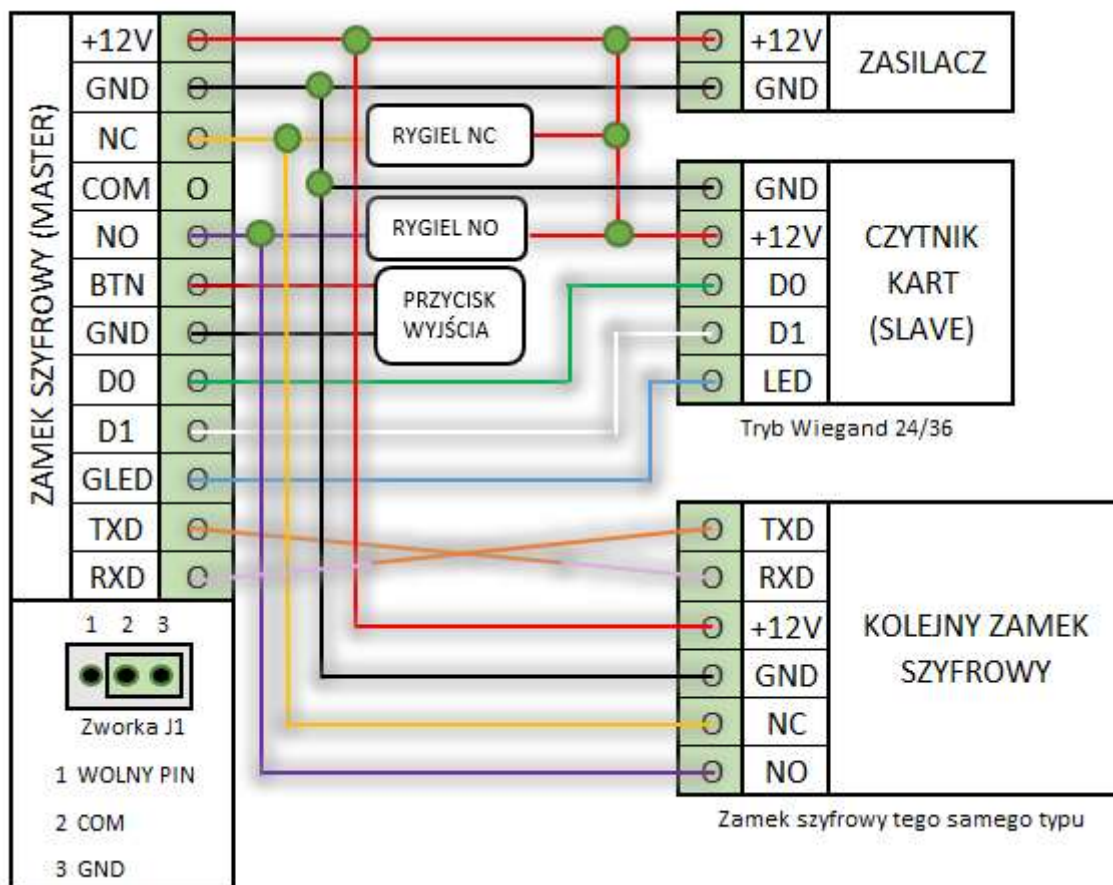 ZAMEK SZYFROWY (MASTER)
+12V
GND
NC
COM
NO
BTN
GND
D0
D1
GLED
TXD
RXD
1 2 3
Zworka J1
1 WOLNY PIN
2 COM
3 GND
RYGIEL NC
RYGIEL NO
PRZYCISK
WYJŚCIA
+12V
GND
ZASILACZ
GND
+12V
D0
D1
LED
CZYTNIK
KART
(SLAVE)
Tryb Wiegand 24/36
TXD
RXD
+12V
GND
NC
NO
KOLEJNY ZAMEK
SZYFROWY
Zamek szyfrowy tego samego typu